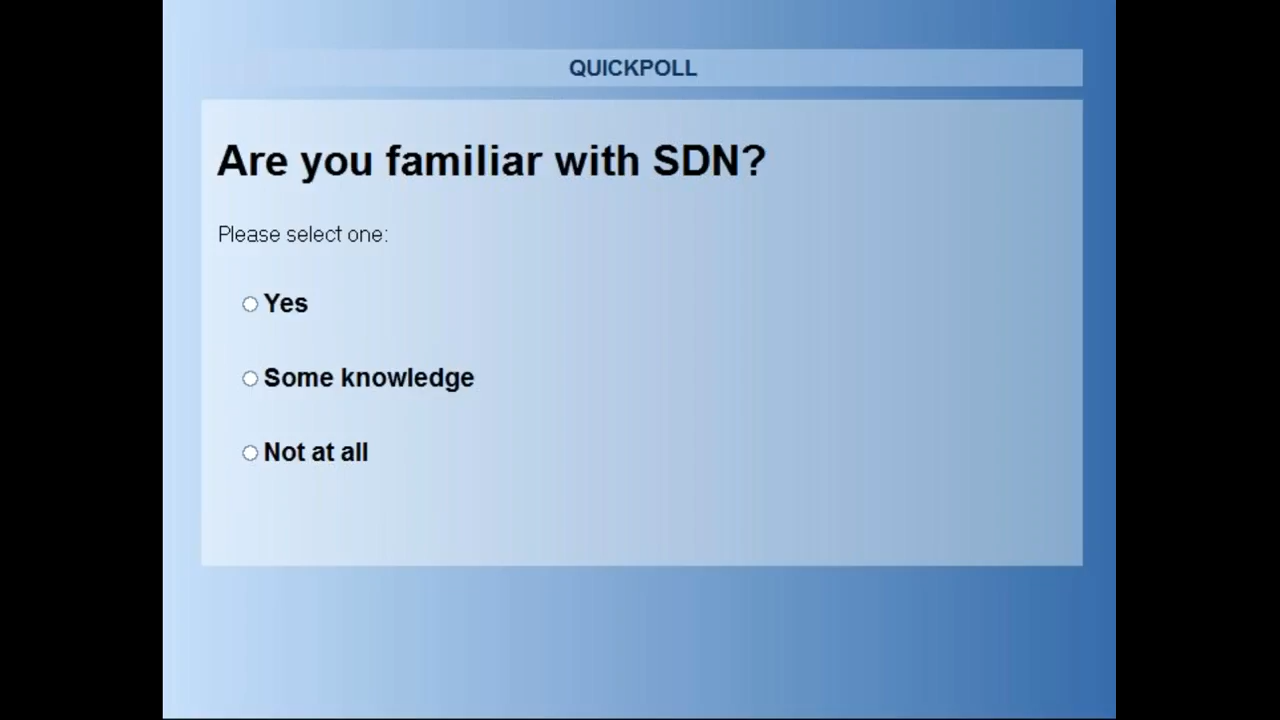 QUICKPOLL
Are you familiar with SDN?
Please select one:
Yes
Some knowledge
Not at all